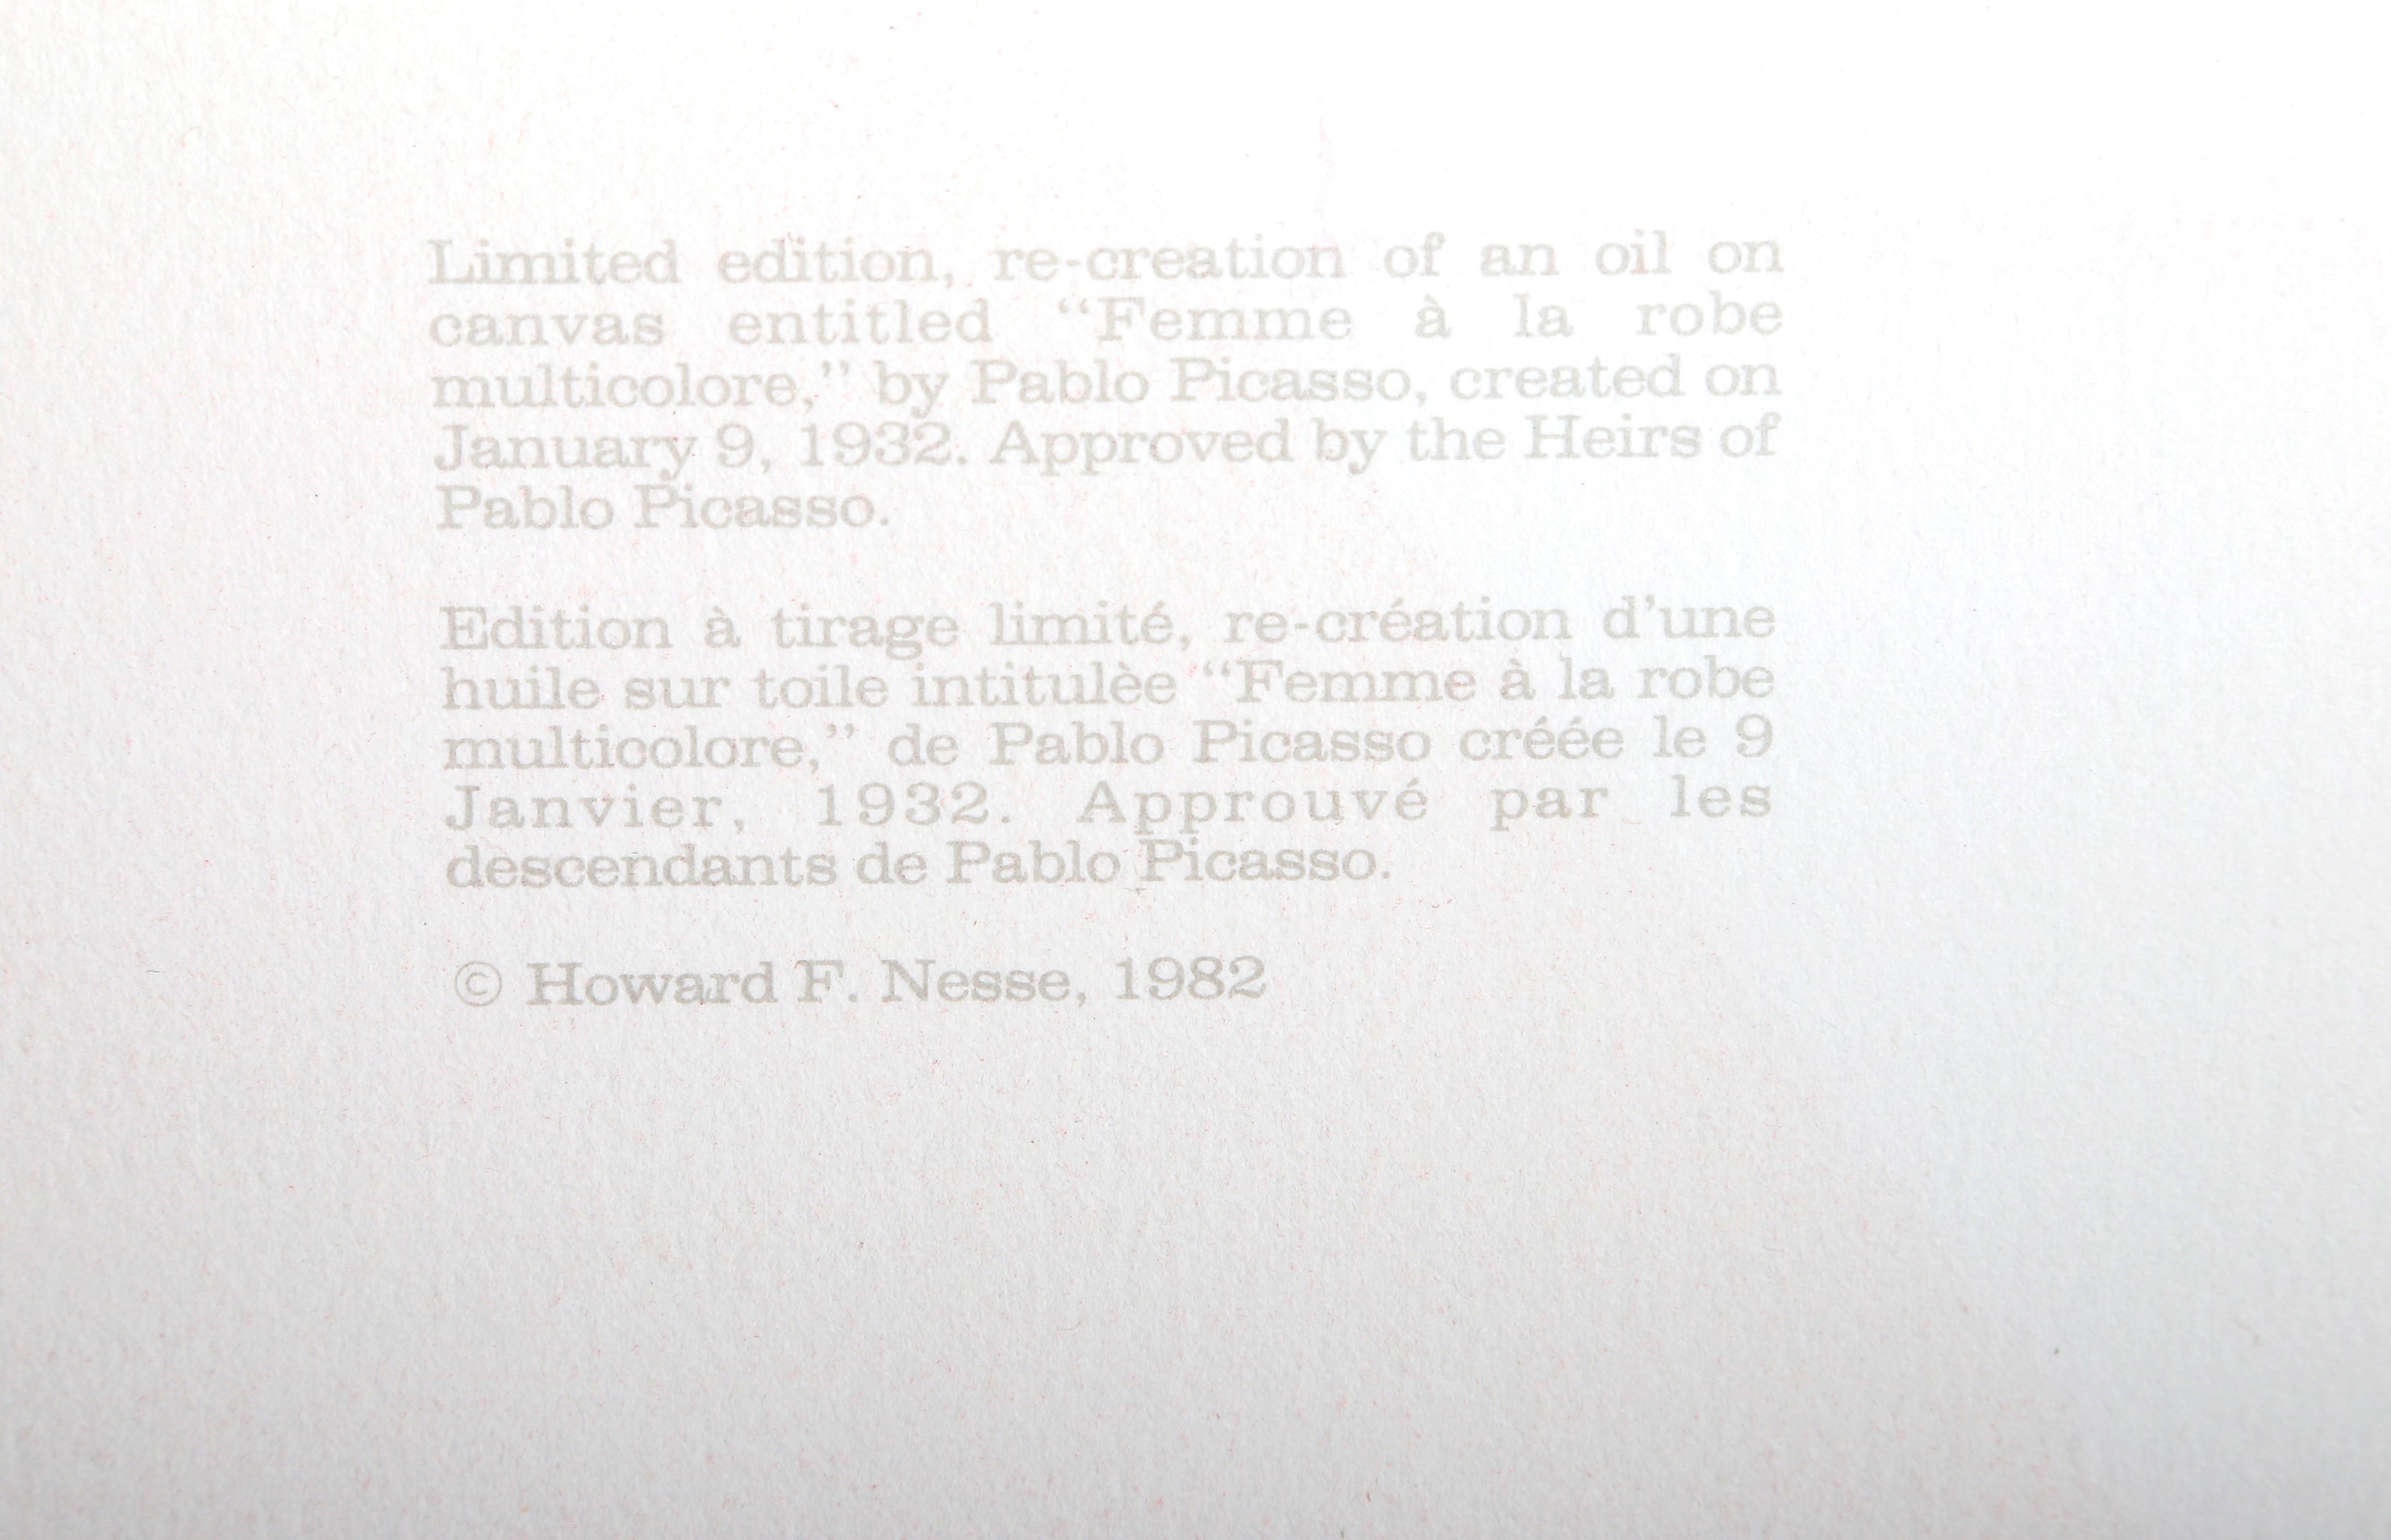 Limited edition, re-creation of an oil on
canvas entitled “Femme à la robe
multicolore,” by Pablo Picasso, created on
January 9, 1932. Approved by the Heirs of
Pablo Picasso.
Edition à tirage limité, re-création d’une
huile sur toile intitulèe “Femme à la robe
multicolore,” de Pablo Picasso créée le 9
Janvier, 1932. Approuvé par les
descendants de Pablo Picasso.
© Howard F. Nesse, 1982